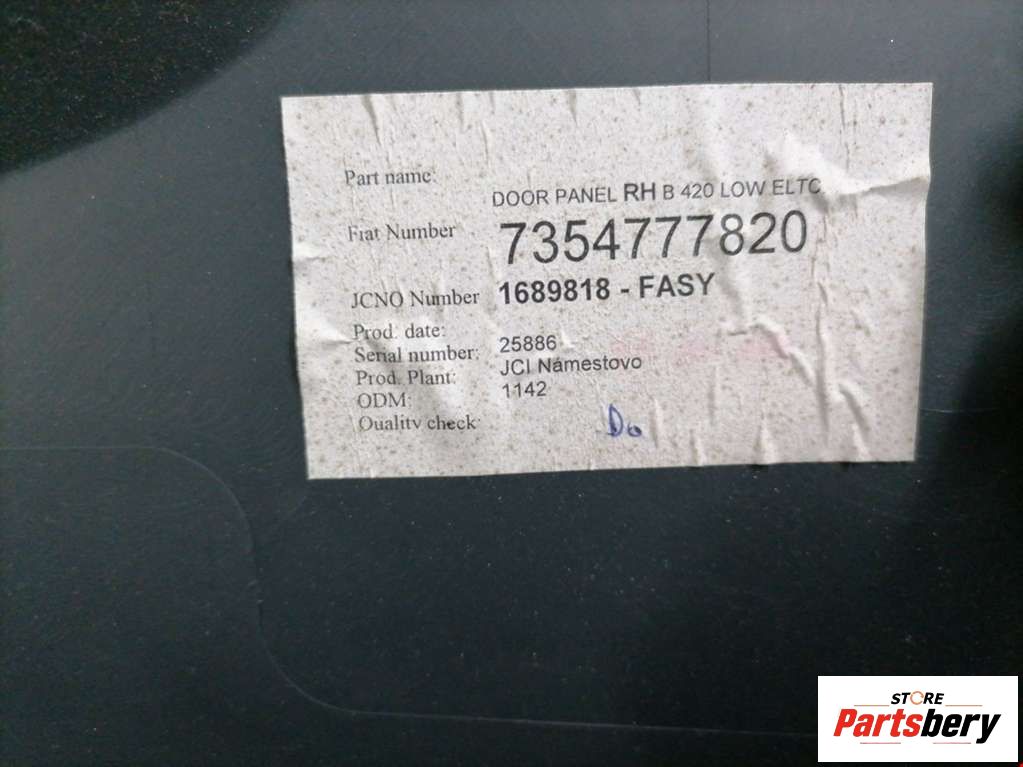 Part name: DOOR PANEL RH B 420 LOW ELTC
Fiat Number 7354777820
JCNO Number 1689818 - FASY
Prod. date:
Serial number: 25886
Prod. Plant: JCI Námestovo
ODM: 1142
Quality check: Do
STORE
Partsbery